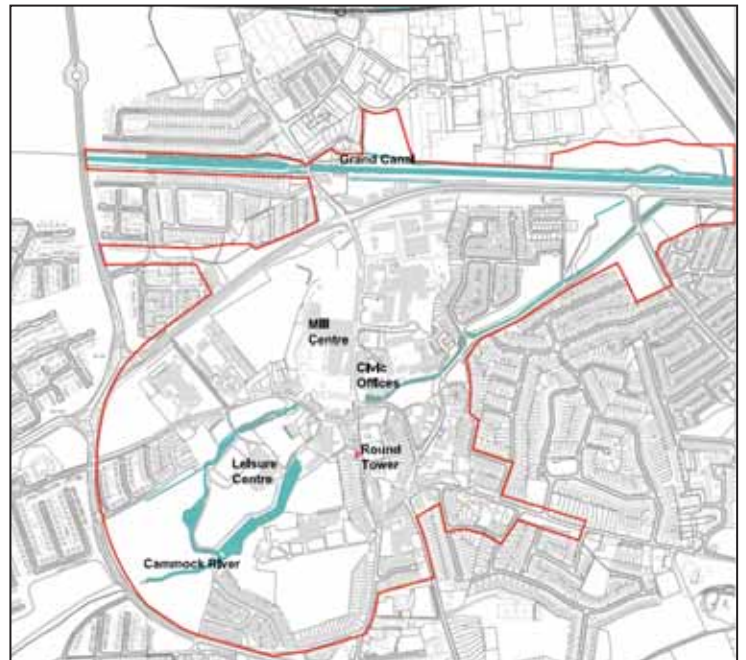 Grand Canal
Mill
Centre
Civic
Offices
Round
Tower
Leisure
Centre
Cammock River